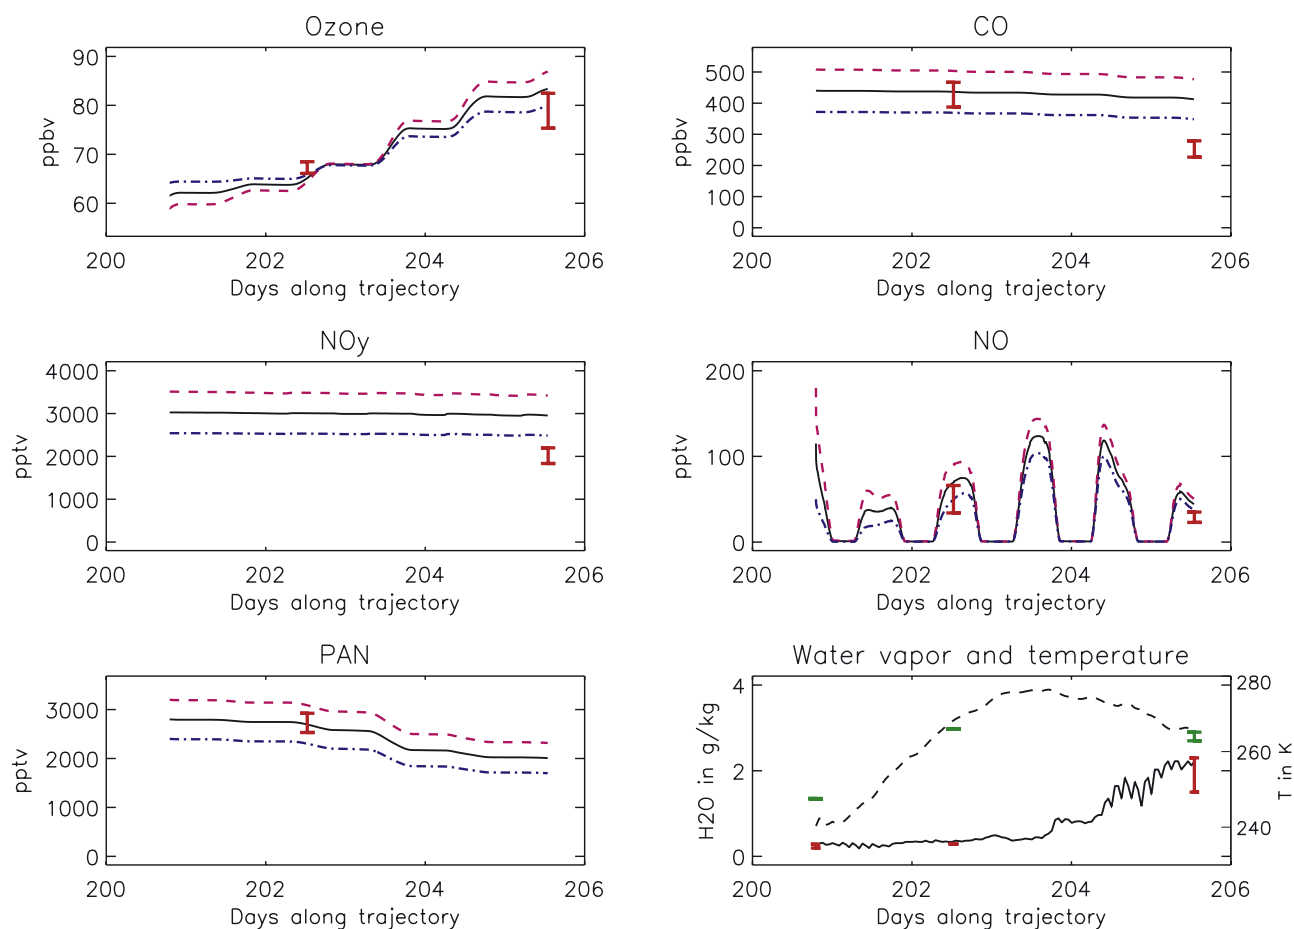 Ozone
90
80
70
60
ppbv
200 202 204 206
Days along trajectory
CO
500
400
300
200
100
0
ppbv
200 202 204 206
Days along trajectory
NOy
4000
3000
2000
1000
0
pptv
200 202 204 206
Days along trajectory
NO
200
100
0
pptv
200 202 204 206
Days along trajectory
PAN
3000
2000
1000
0
pptv
200 202 204 206
Days along trajectory
Water vapor and temperature
4
2
0
H2O in g/kg
280
260
240
T in K
200 202 204 206
Days along trajectory